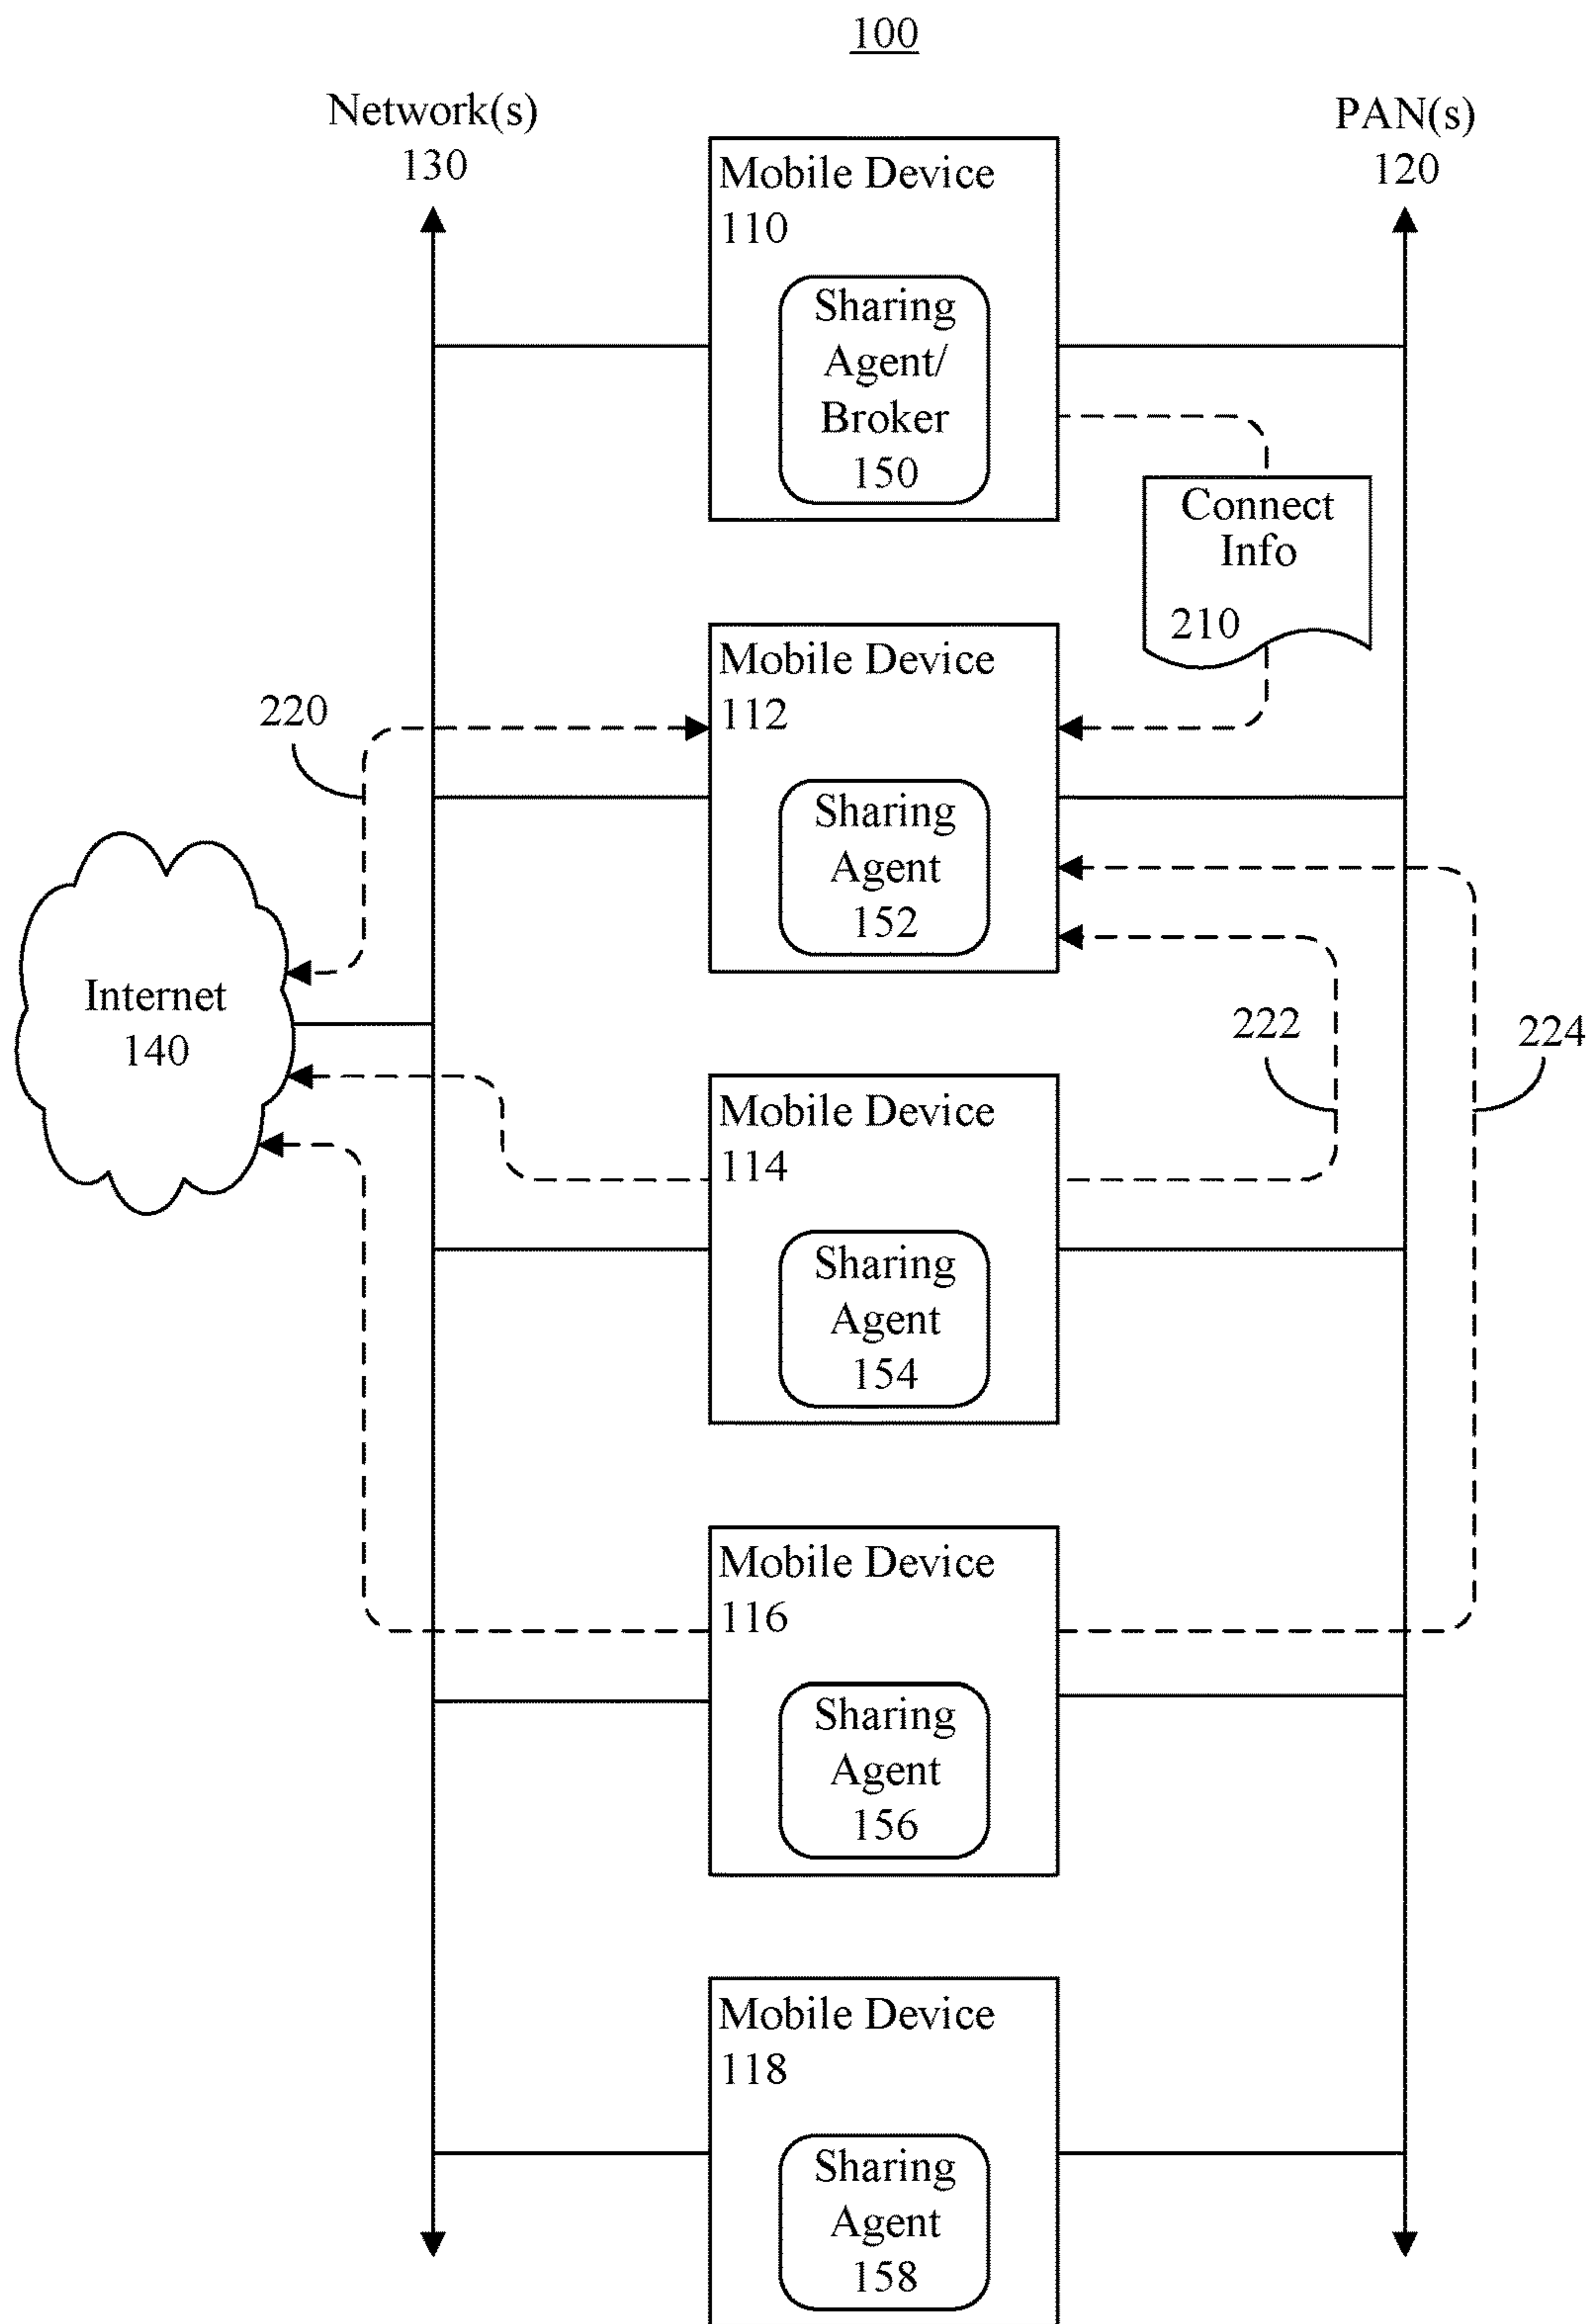 100
Network(s)
130
PAN(s)
120
Mobile Device
110
Sharing
Agent/
Broker
150
Connect
Info
210
Mobile Device
112
220
Sharing
Agent
152
Internet
140
222
224
Mobile Device
114
Sharing
Agent
154
Mobile Device
116
Sharing
Agent
156
Mobile Device
118
Sharing
Agent
158